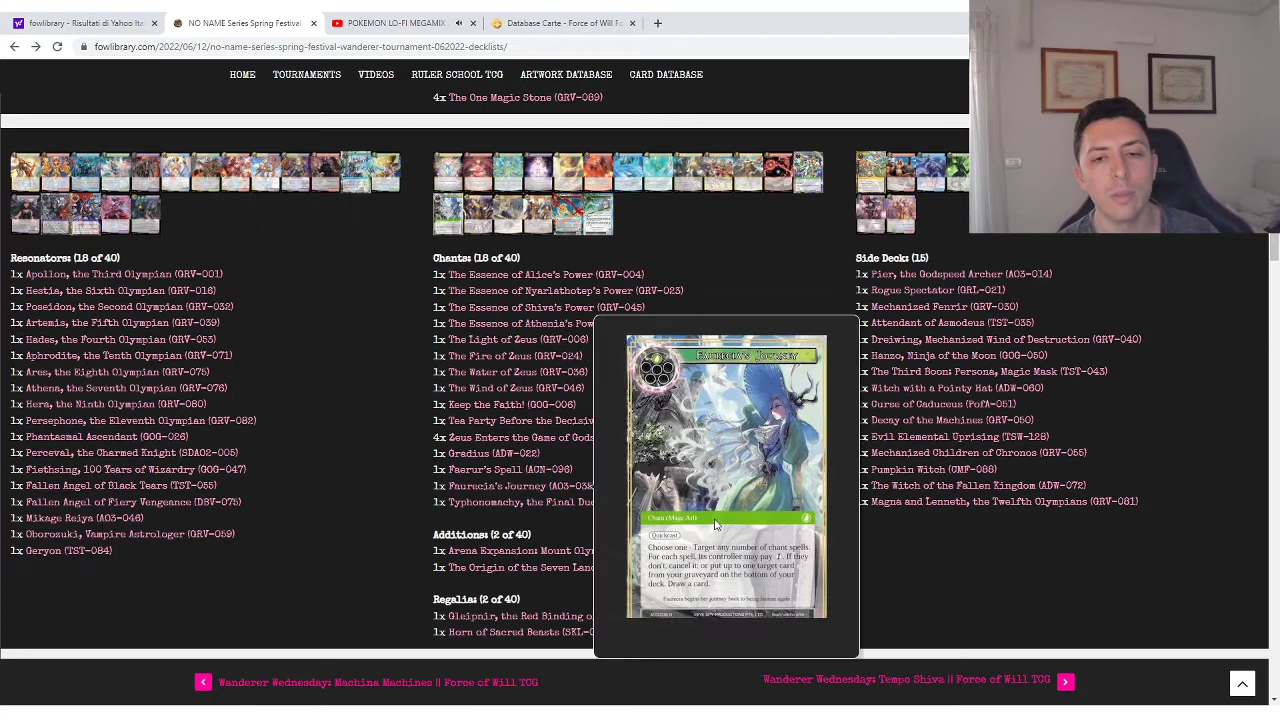 fowlibrary - Risultati di Yahoo Ita
NO NAME Series Spring Festival
POKEMON LO-FI MEGAMIX
Database Carte - Force of Will Fo
fowlibrary.com/2022/06/12/no-name-series-spring-festival-wanderer-tournament-062022-decklists/
HOME
TOURNAMENTS
VIDEOS
RULER SCHOOL TCG
ARTWORK DATABASE
CARD DATABASE
4x The One Magic Stone (GRV-089)
Resonators: (18 of 40)
1x Apollon, the Third Olympian (GRV-001)
1x Hestia, the Sixth Olympian (GRV-016)
1x Poseidon, the Second Olympian (GRV-032)
1x Artemis, the Fifth Olympian (GRV-039)
1x Hades, the Fourth Olympian (GRV-053)
1x Aphrodite, the Tenth Olympian (GRV-071)
1x Ares, the Eighth Olympian (GRV-075)
1x Athena, the Seventh Olympian (GRV-076)
1x Hera, the Ninth Olympian (GRV-080)
1x Persephone, the Eleventh Olympian (GRV-082)
1x Phantasmal Ascendant (GOG-026)
1x Perceval, the Charmed Knight (SDAO2-005)
1x Fiethsing, 100 Years of Wizardry (GOG-047)
1x Fallen Angel of Black Tears (TST-055)
1x Fallen Angel of Fiery Vengeance (DBV-075)
1x Mikage Reiya (AO3-046)
1x Oborozuki, Vampire Astrologer (GRV-059)
1x Geryon (TST-084)
Chants: (18 of 40)
1x The Essence of Alice's Power (GRV-004)
1x The Essence of Nyarlathotep's Power (GRV-023)
1x The Essence of Shiva's Power (GRV-045)
1x The Essence of Athenia's Pow
1x The Light of Zeus (GRV-006)
1x The Fire of Zeus (GRV-024)
1x The Water of Zeus (GRV-036)
1x The Wind of Zeus (GRV-046)
1x Keep the Faith! (GOG-006)
1x Tea Party Before the Decisiv
4x Zeus Enters the Game of Gods
1x Gradius (ADW-022)
1x Faerur's Spell (ACN-096)
1x Faurecia's Journey (AO3-03
1x Typhonomachy, the Final Due
Additions: (2 of 40)
1x Arena Expansion: Mount Oly
1x The Origin of the Seven Lan
Regalia: (2 of 40)
1x Gleipnir, the Red Binding o
1x Horn of Sacred Beasts (SKL-0
Faurecia's Journey
Chant (Mage Art)
Quickcast
Choose one - Target any number of chant spells.
For each spell, its controller may pay 1. If they
don't, cancel it; or put up to one target card
from your graveyard on the bottom of your
deck. Draw a card.
Faurecia begins her journey back to being human again
Side Deck: (15)
1x Pier, the Godspeed Archer (AO3-014)
1x Rogue Spectator (GRL-021)
1x Mechanized Fenrir (GRV-030)
1x Attendant of Asmodeus (TST-035)
1x Dreiwing, Mechanized Wind of Destruction (GRV-040)
1x Hanzo, Ninja of the Moon (GOG-050)
1x The Third Boon: Persona, Magic Mask (TST-043)
x Witch with a Pointy Hat (ADW-060)
x Curse of Caduceus (PofA-051)
x Decay of the Machines (GRV-050)
x Evil Elemental Uprising (TSW-128)
x Mechanized Children of Chronos (GRV-055)
x Pumpkin Witch (CMF-088)
x The Witch of the Fallen Kingdom (ADW-072)
x Magna and Lenneth, the Twelfth Olympians (GRV-081)
Wanderer Wednesday: Machina Machines || Force of Will TCG
Wanderer Wednesday: Tempo Shiva || Force of Will TCG